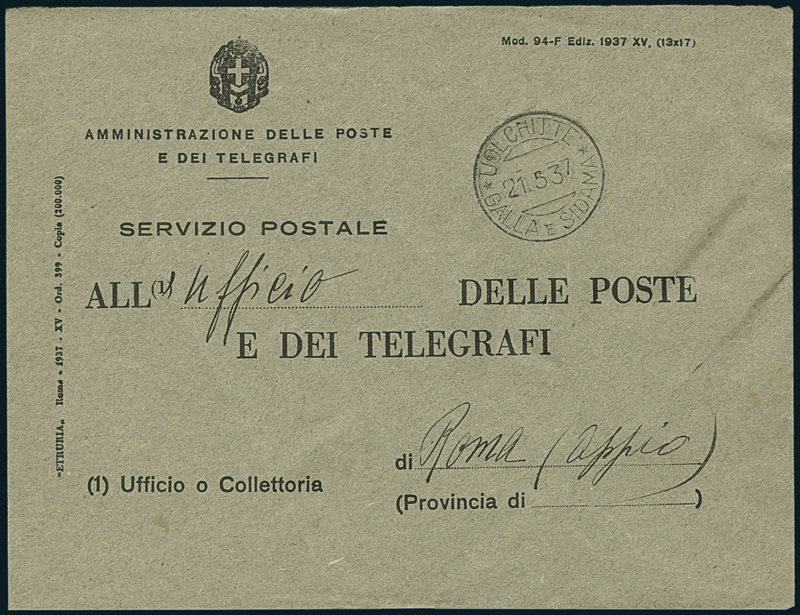 Mod. 94-F Ediz. 1937 XV, (13x17)
AMMINISTRAZIONE DELLE POSTE
E DEI TELEGRAFI
UOLCHITTE
21.5.37
GALLA E SIDAMA
SERVIZIO POSTALE
ALL(1) Ufficio DELLE POSTE
E DEI TELEGRAFI
di Roma (Appio)
(1) Ufficio o Collettoria
(Provincia di )
"ETRURIA„ Roma - 1937 - XV - Ord. 399 - Copie (200.000)